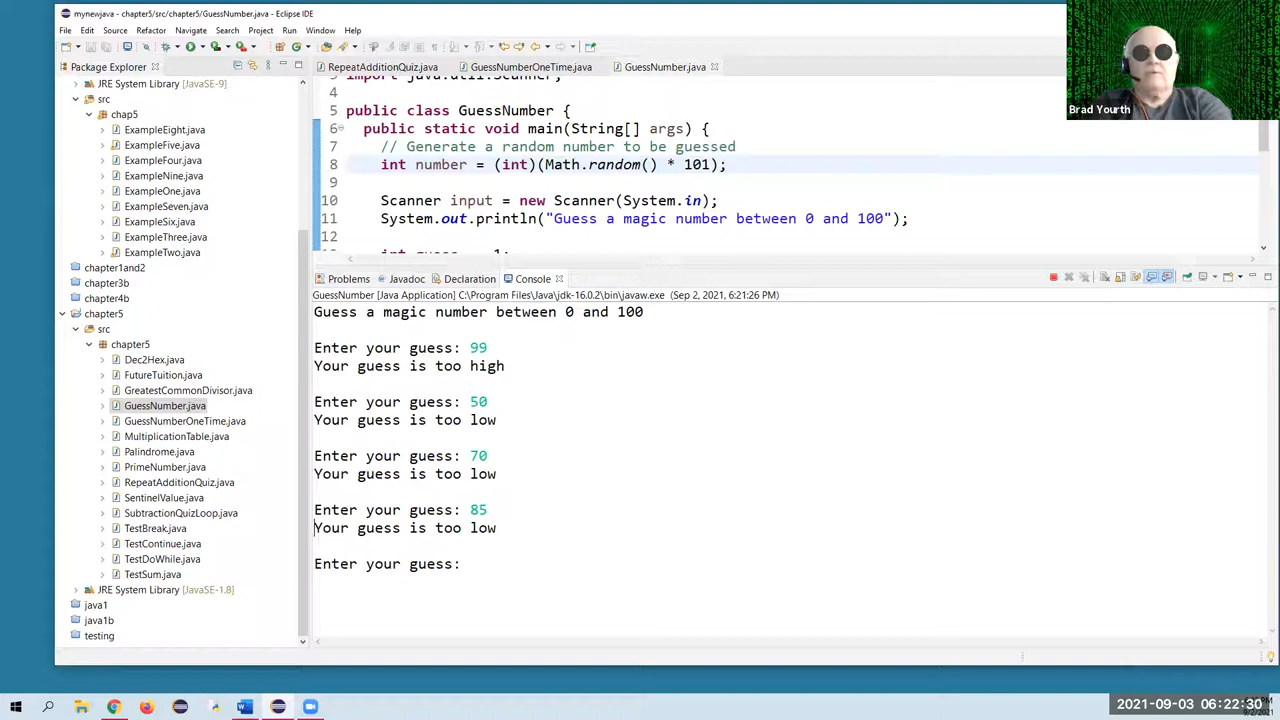 mynewjava - chapter5/src/chapter5/GuessNumber.java - Eclipse IDE
File Edit Source Refactor Navigate Search Project Run Window Help
Package Explorer
RepeatAdditionQuiz.java GuessNumberOneTime.java GuessNumber.java
JRE System Library [JavaSE-9]
src
chap5
ExampleEight.java
ExampleFive.java
ExampleFour.java
ExampleNine.java
ExampleOne.java
ExampleSeven.java
ExampleSix.java
ExampleThree.java
ExampleTwo.java
chapter1and2
chapter3b
chapter4b
chapter5
src
chapter5
Dec2Hex.java
FutureTuition.java
GreatestCommonDivisor.java
GuessNumber.java
GuessNumberOneTime.java
MultiplicationTable.java
Palindrome.java
PrimeNumber.java
RepeatAdditionQuiz.java
SentinelValue.java
SubtractionQuizLoop.java
TestBreak.java
TestContinue.java
TestDoWhile.java
TestSum.java
JRE System Library [JavaSE-1.8]
java1
java1b
testing
import java.util.Scanner;
4
5 public class GuessNumber {
6 public static void main(String[] args) {
7 // Generate a random number to be guessed
8 int number = (int)(Math.random() * 101);
9
10 Scanner input = new Scanner(System.in);
11 System.out.println("Guess a magic number between 0 and 100");
12
Problems Javadoc Declaration Console
GuessNumber [Java Application] C:\Program Files\Java\jdk-16.0.2\bin\javaw.exe (Sep 2, 2021, 6:21:26 PM)
Guess a magic number between 0 and 100
Enter your guess: 99
Your guess is too high
Enter your guess: 50
Your guess is too low
Enter your guess: 70
Your guess is too low
Enter your guess: 85
Your guess is too low
Enter your guess:
Brad Yourth
2021-09-03 06:22:30
9/2/2021